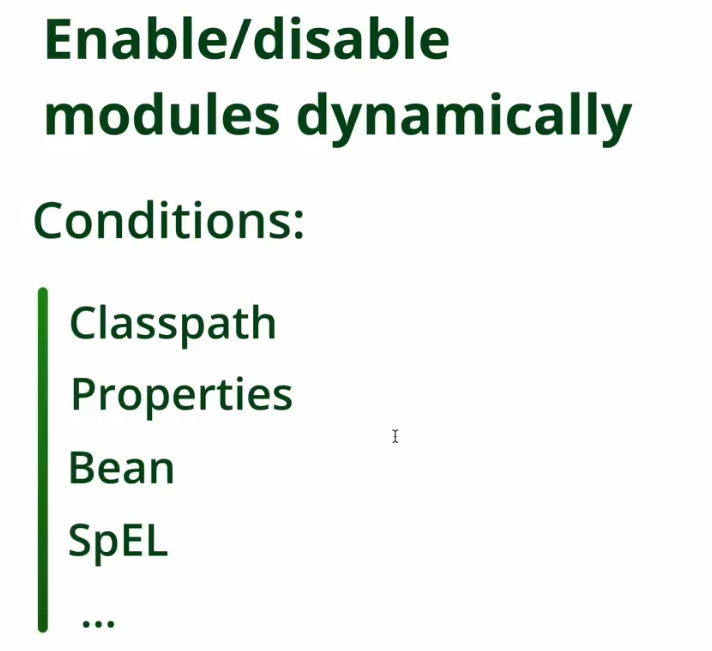 Enable/disable
modules dynamically
Conditions:
Classpath
Properties
Bean
SpEL
...